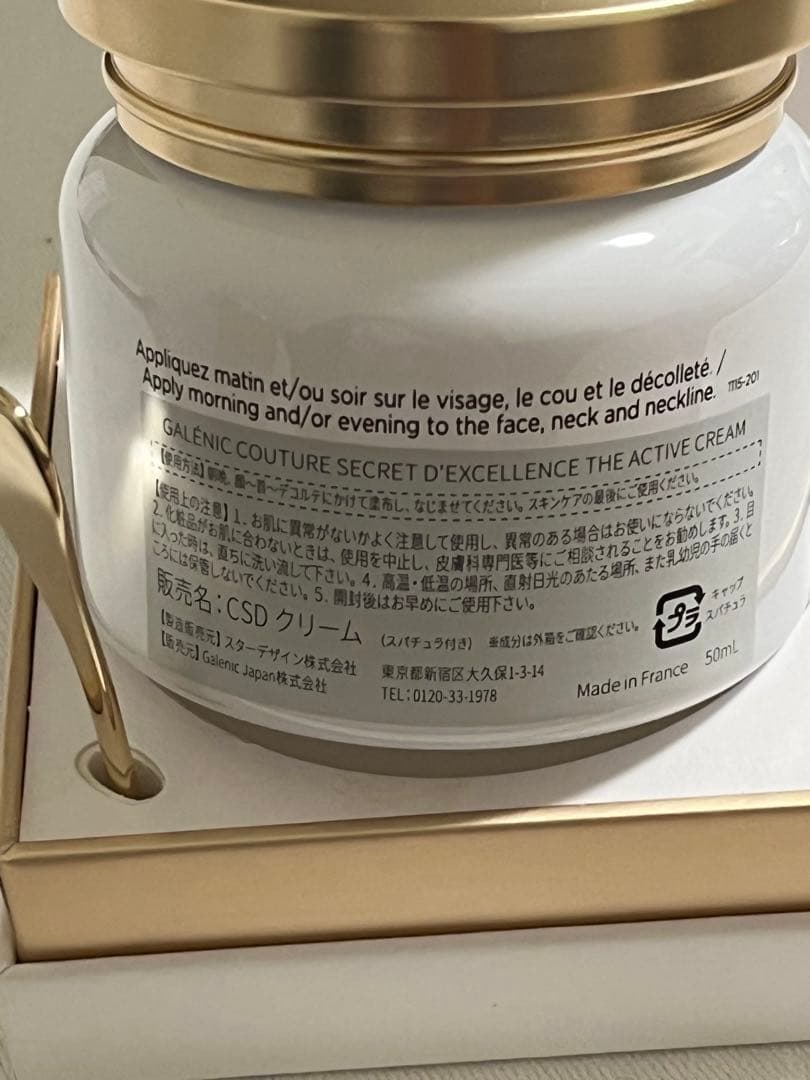 Appliquez matin et/ou soir sur le visage, le cou et le décolleté. /
Apply morning and/or evening to the face, neck and neckline. 1115-201
GALÉNIC COUTURE SECRET D'EXCELLENCE THE ACTIVE CREAM
【使用方法】朝晩、顔〜首〜デコルテにかけて塗布し、なじませてください。スキンケアの最後にご使用ください。
【使用上の注意】1. お肌に異常がないかよく注意して使用し、異常のある場合はお使いにならないでください。
2. 化粧品がお肌に合わないときは、使用を中止し、皮膚科専門医等にご相談されることをお勧めします。3. 目
に入った時は、直ちに洗い流して下さい。4. 高温・低温の場所、直射日光のあたる場所、また乳幼児の手の届くと
ころには保管しないでください。5. 開封後はお早めにご使用下さい。
販売名：CSD クリーム (スパチュラ付き) ※成分は外箱をご確認ください。
プラ
キャップ
スパチュラ
【製造販売元】スターデザイン株式会社 東京都新宿区大久保1-3-14
【販売元】Galenic Japan株式会社 TEL：0120-33-1978
Made in France 50mL